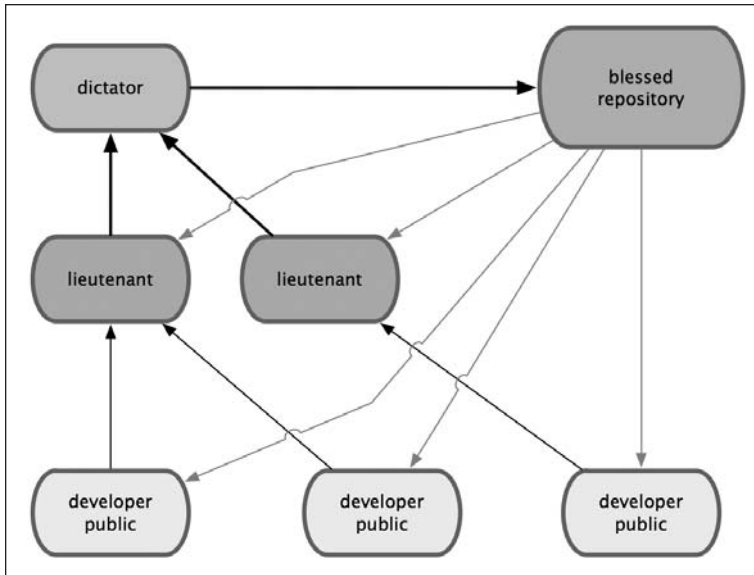 dictator
blessed
repository
lieutenant
lieutenant
developer
public
developer
public
developer
public